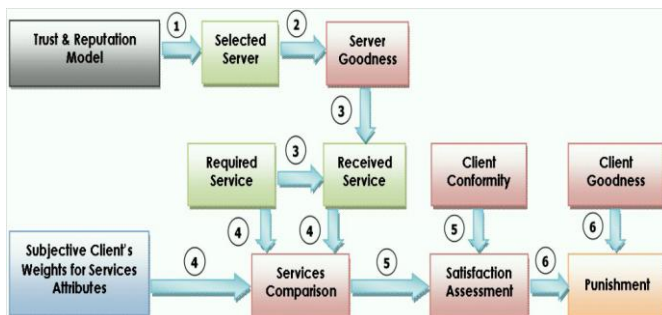 Trust & Reputation
Model
1
Selected
Server
2
Server
Goodness
3
Required
Service
3
Received
Service
Client
Conformity
Client
Goodness
4
4
5
6
Subjective Client's
Weights for Services
Attributes
4
Services
Comparison
5
Satisfaction
Assessment
6
Punishment